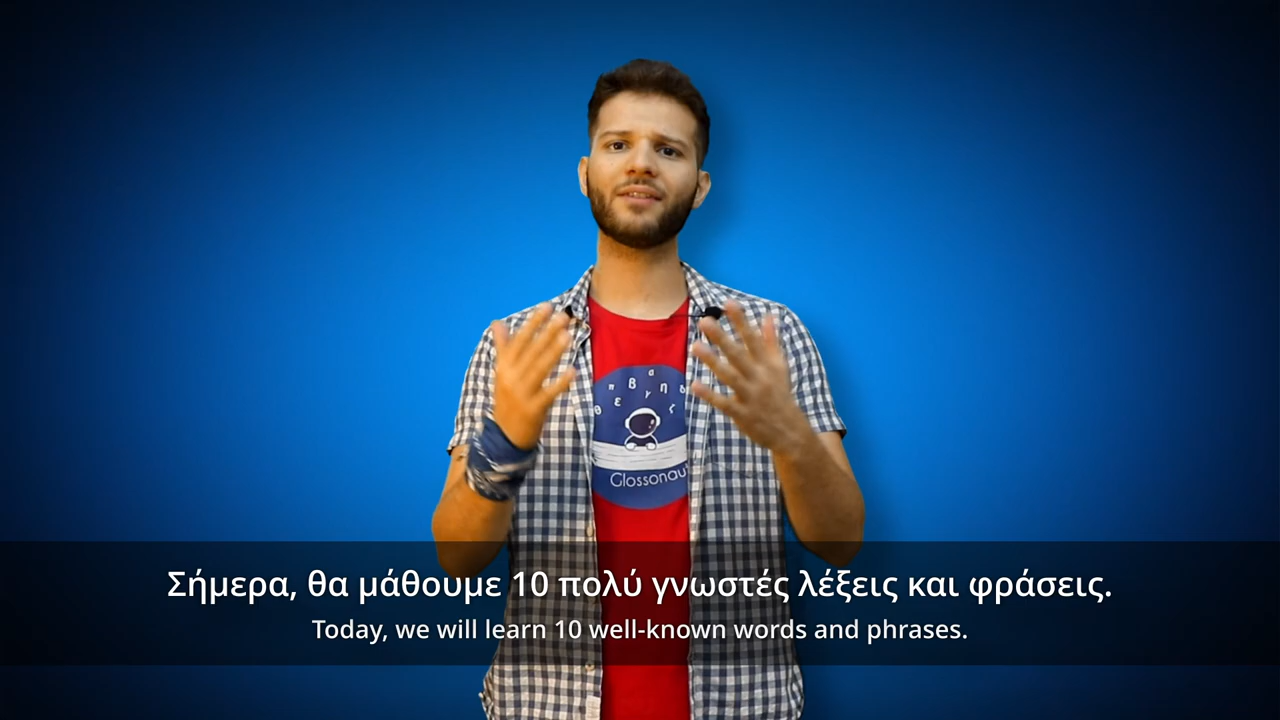 π β α γ η δ
θ ε ζ
Glossonaut
Σήμερα, θα μάθουμε 10 πολύ γνωστές λέξεις και φράσεις.
Today, we will learn 10 well-known words and phrases.